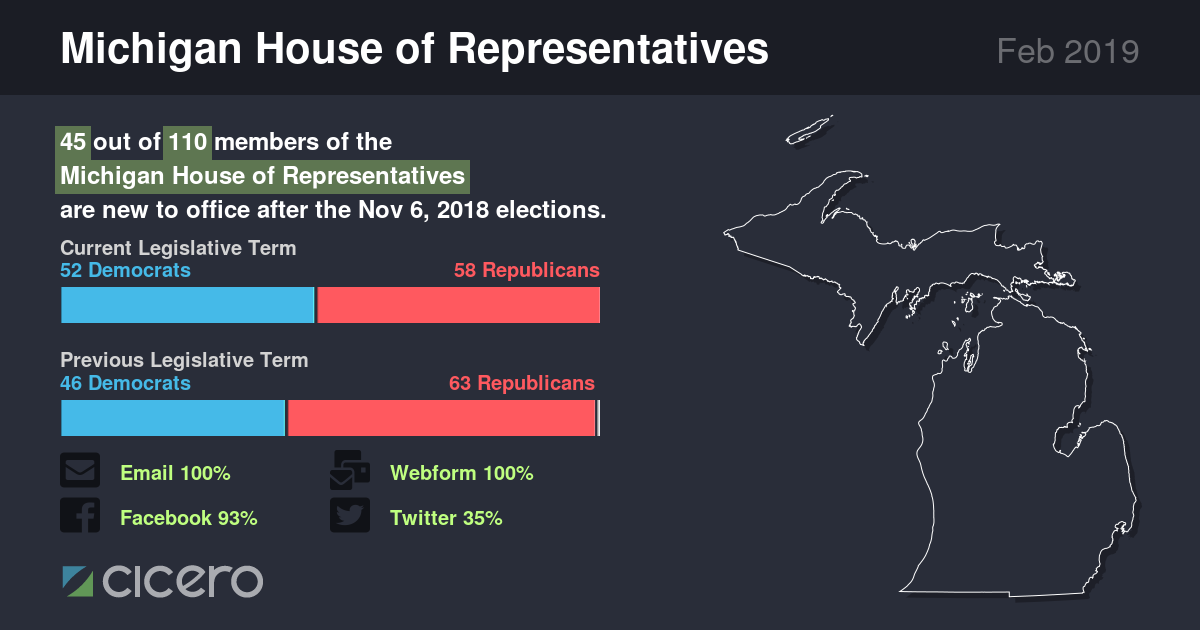 Michigan House of Representatives
Feb 2019
45 out of 110 members of the
Michigan House of Representatives
are new to office after the Nov 6, 2018 elections.
Current Legislative Term
52 Democrats 58 Republicans
Previous Legislative Term
46 Democrats 63 Republicans
Email 100% Webform 100%
Facebook 93% Twitter 35%
cicero